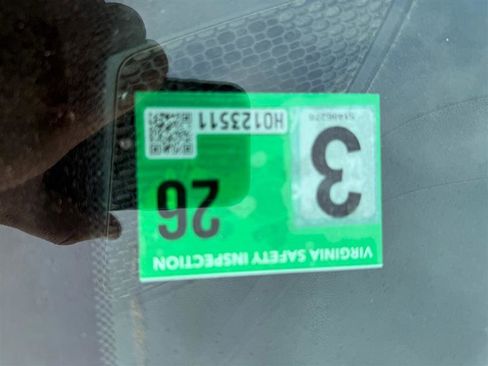 VIRGINIA SAFETY INSPECTION
3 26
H0123511